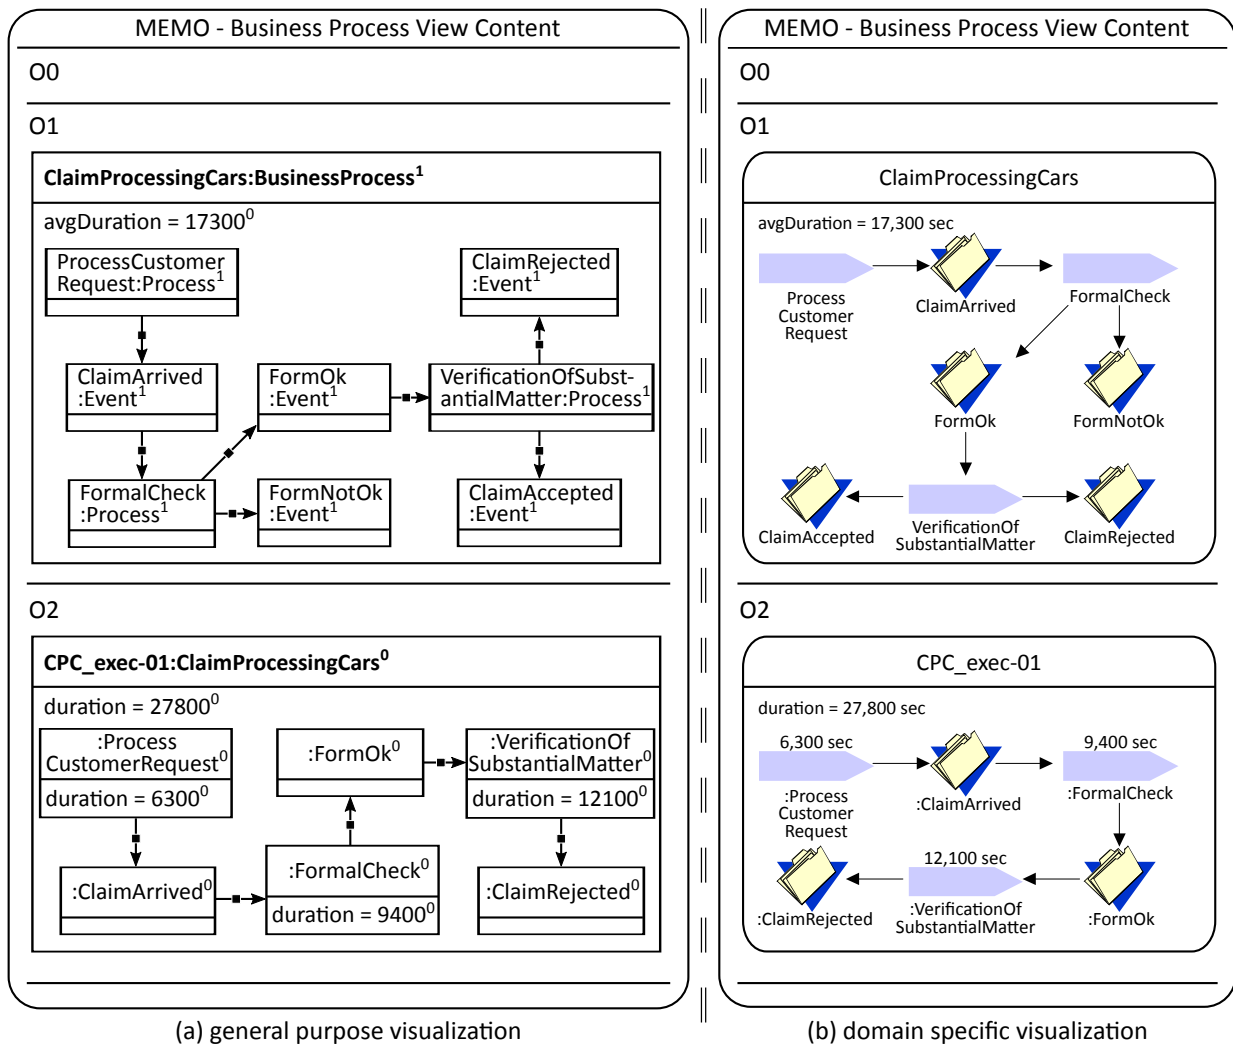 MEMO - Business Process View Content
O0
O1
ClaimProcessingCars:BusinessProcess1
avgDuration = 173000
ProcessCustomer
Request:Process1
ClaimRejected
:Event1
ClaimArrived
:Event1
FormOk
:Event1
VerificationOfSubst-
antialMatter:Process1
FormalCheck
:Process1
FormNotOk
:Event1
ClaimAccepted
:Event1
O2
CPC_exec-01:ClaimProcessingCars0
duration = 278000
:Process
CustomerRequest0
duration = 63000
:FormOk0
:VerificationOf
SubstantialMatter0
duration = 121000
:ClaimArrived0
:FormalCheck0
duration = 94000
:ClaimRejected0
(a) general purpose visualization
MEMO - Business Process View Content
O0
O1
ClaimProcessingCars
avgDuration = 17,300 sec
Process
Customer
Request
ClaimArrived
FormalCheck
FormOk
FormNotOk
ClaimAccepted
VerificationOf
SubstantialMatter
ClaimRejected
O2
CPC_exec-01
duration = 27,800 sec
6,300 sec
9,400 sec
:Process
Customer
Request
:ClaimArrived
:FormalCheck
12,100 sec
:ClaimRejected
:VerificationOf
SubstantialMatter
:FormOk
(b) domain specific visualization